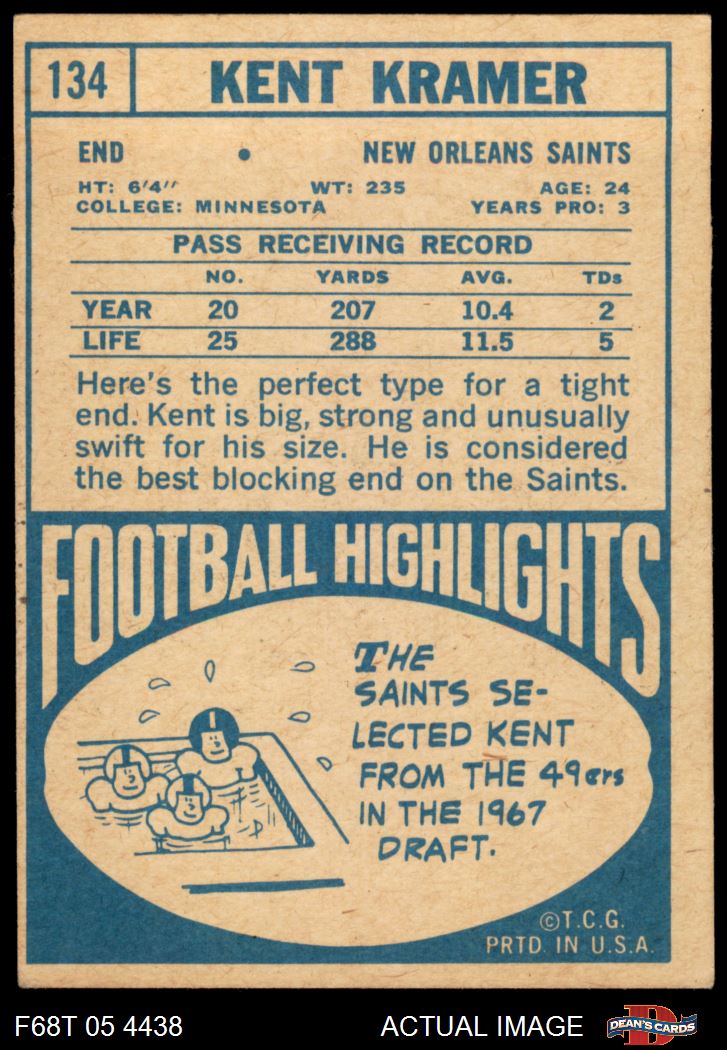 134 KENT KRAMER
END • NEW ORLEANS SAINTS
HT: 6'4" WT: 235 AGE: 24
COLLEGE: MINNESOTA YEARS PRO: 3
PASS RECEIVING RECORD
NO. YARDS AVG. TDs
YEAR 20 207 10.4 2
LIFE 25 288 11.5 5
Here's the perfect type for a tight
end. Kent is big, strong and unusually
swift for his size. He is considered
the best blocking end on the Saints.
FOOTBALL HIGHLIGHTS
THE
SAINTS SE-
LECTED KENT
FROM THE 49ers
IN THE 1967
DRAFT.
©T.C.G.
PRTD. IN U.S.A.
F68T 05 4438 ACTUAL IMAGE DEAN'S CARDS